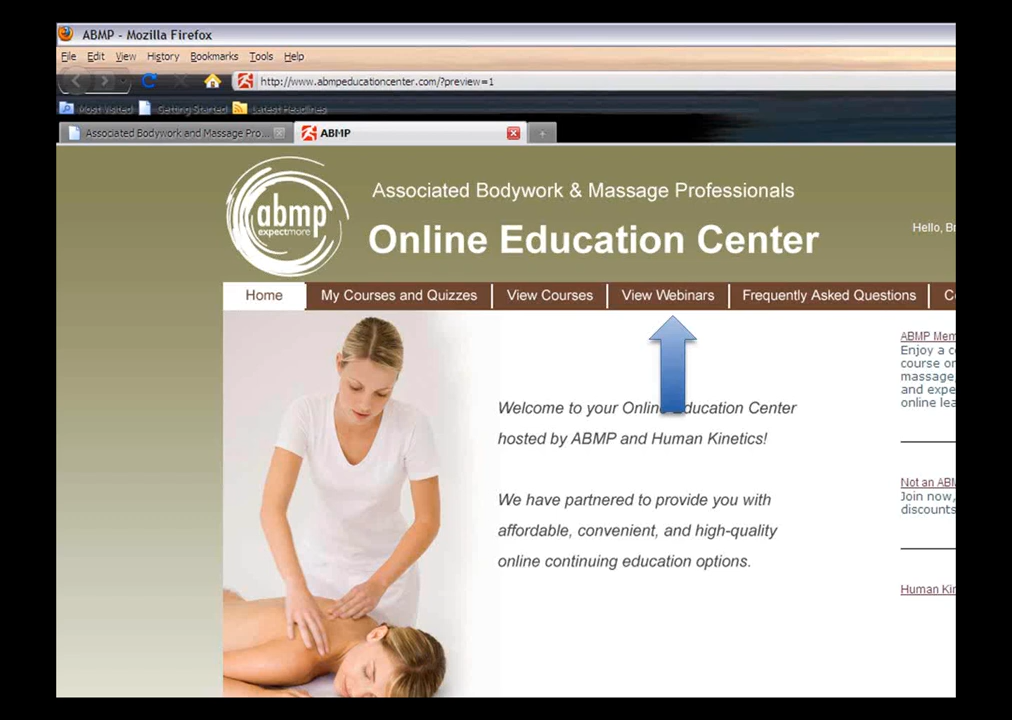 ABMP - Mozilla Firefox
File Edit View History Bookmarks Tools Help
http://www.abmpeducationcenter.com/?preview=1
Most Visited Getting Started Latest Headlines
Associated Bodywork and Massage Pro... ABMP
abmp
expectmore
Associated Bodywork & Massage Professionals
Online Education Center
Hello, Br
Home My Courses and Quizzes View Courses View Webinars Frequently Asked Questions
ABMP Mem
Enjoy a c
course or
massage,
and expe
online lea
Welcome to your Online Education Center
hosted by ABMP and Human Kinetics!
We have partnered to provide you with
affordable, convenient, and high-quality
online continuing education options.
Not an ABM
Join now,
discounts
Human Kin